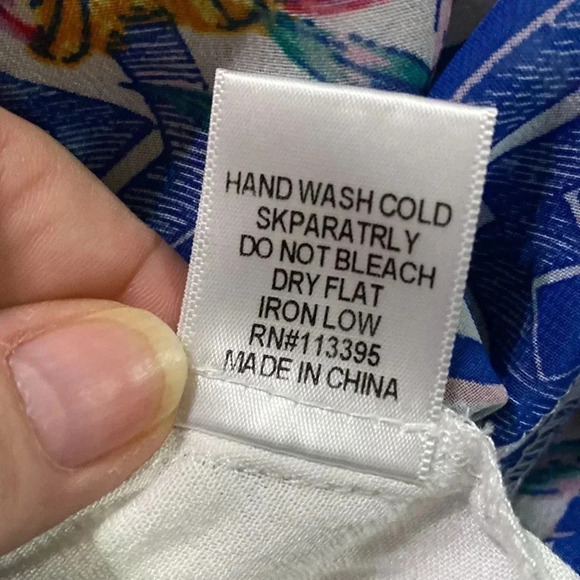 HAND WASH COLD
SKPARATRLY
DO NOT BLEACH
DRY FLAT
IRON LOW
RN#113395
MADE IN CHINA